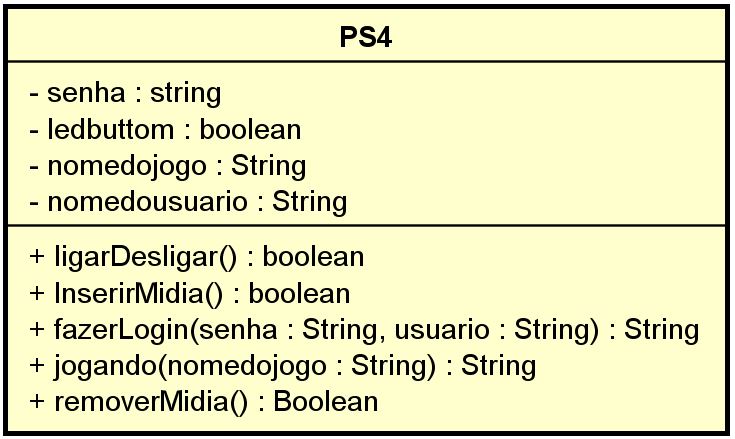 PS4
- senha : string
- ledbuttom : boolean
- nomedojogo : String
- nomedousuario : String
+ ligarDesligar() : boolean
+ InserirMidia() : boolean
+ fazerLogin(senha : String, usuario : String) : String
+ jogando(nomedojogo : String) : String
+ removerMidia() : Boolean